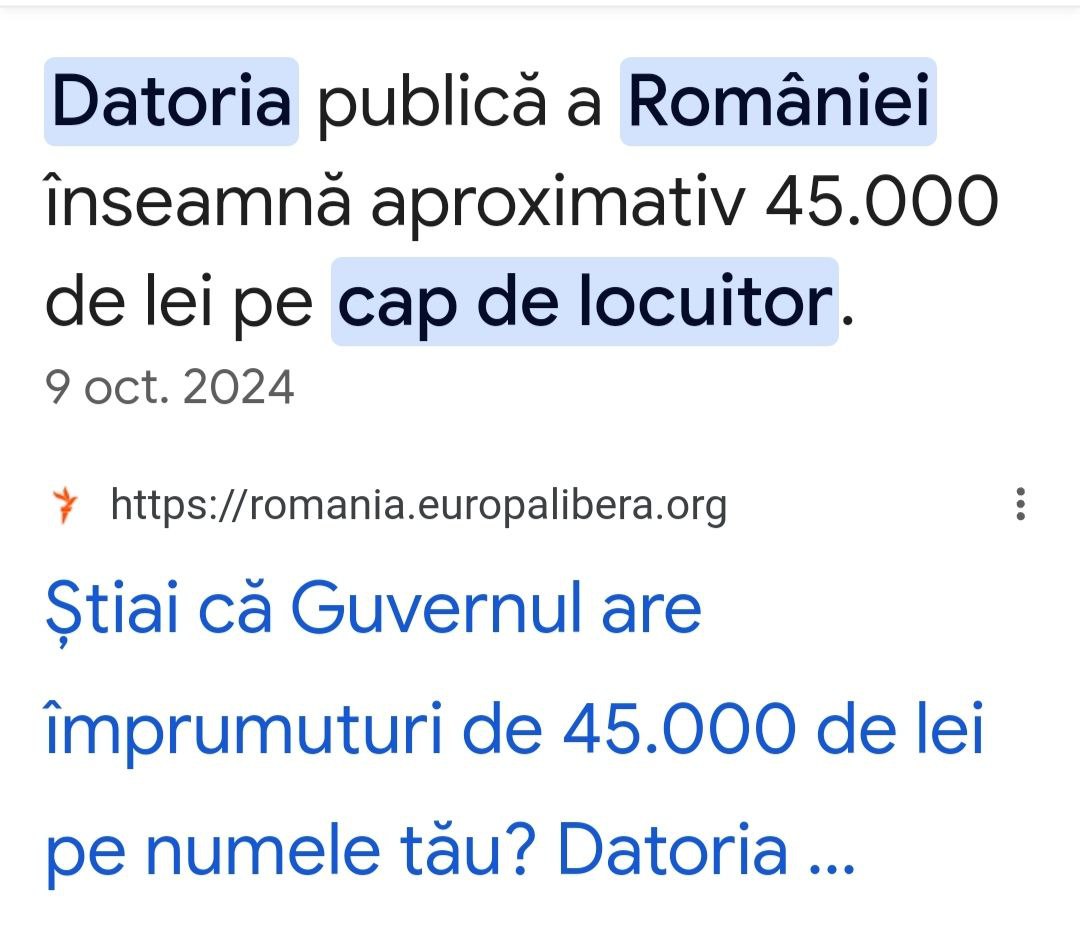 Datoria publică a României
înseamnă aproximativ 45.000
de lei pe cap de locuitor.
9 oct. 2024
https://romania.europalibera.org
Știai că Guvernul are
împrumuturi de 45.000 de lei
pe numele tău? Datoria ...